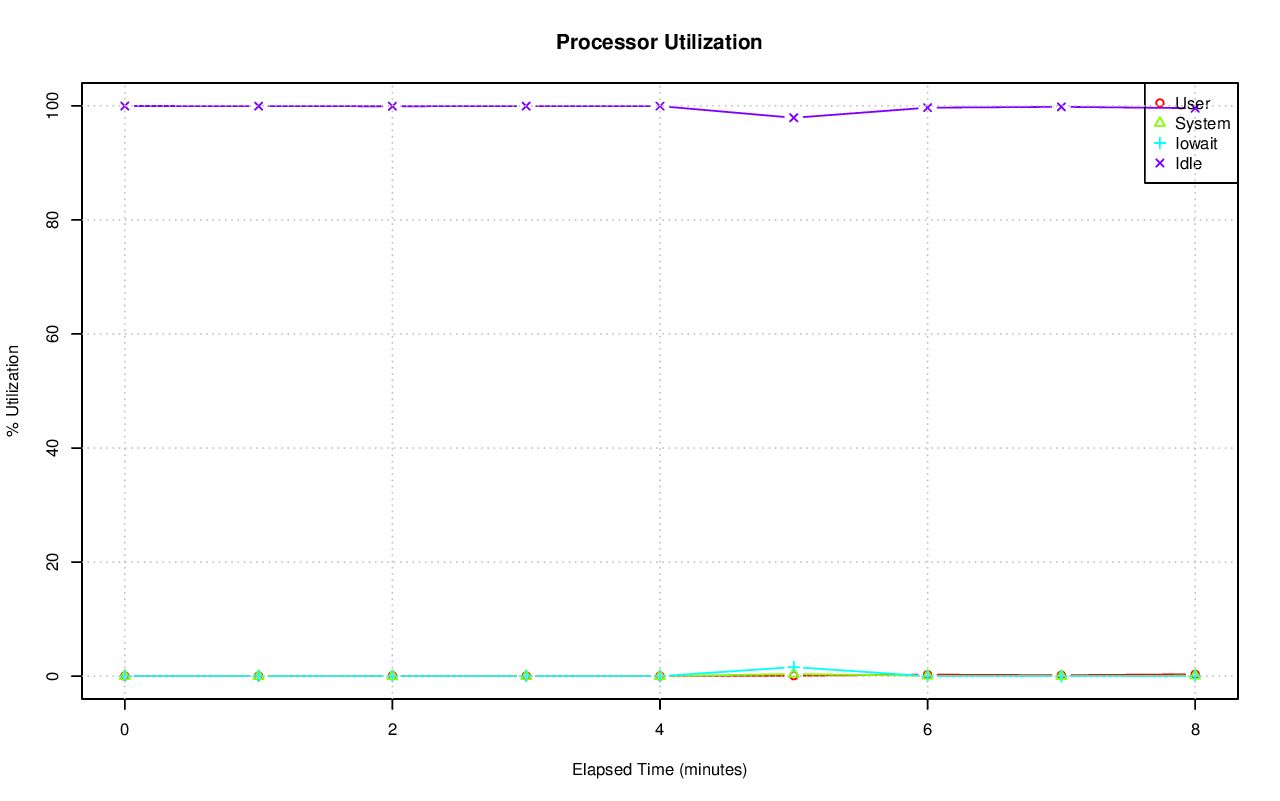 Processor Utilization
% Utilization
100
80
60
40
20
0
User
System
Iowait
Idle
0 2 4 6 8
Elapsed Time (minutes)